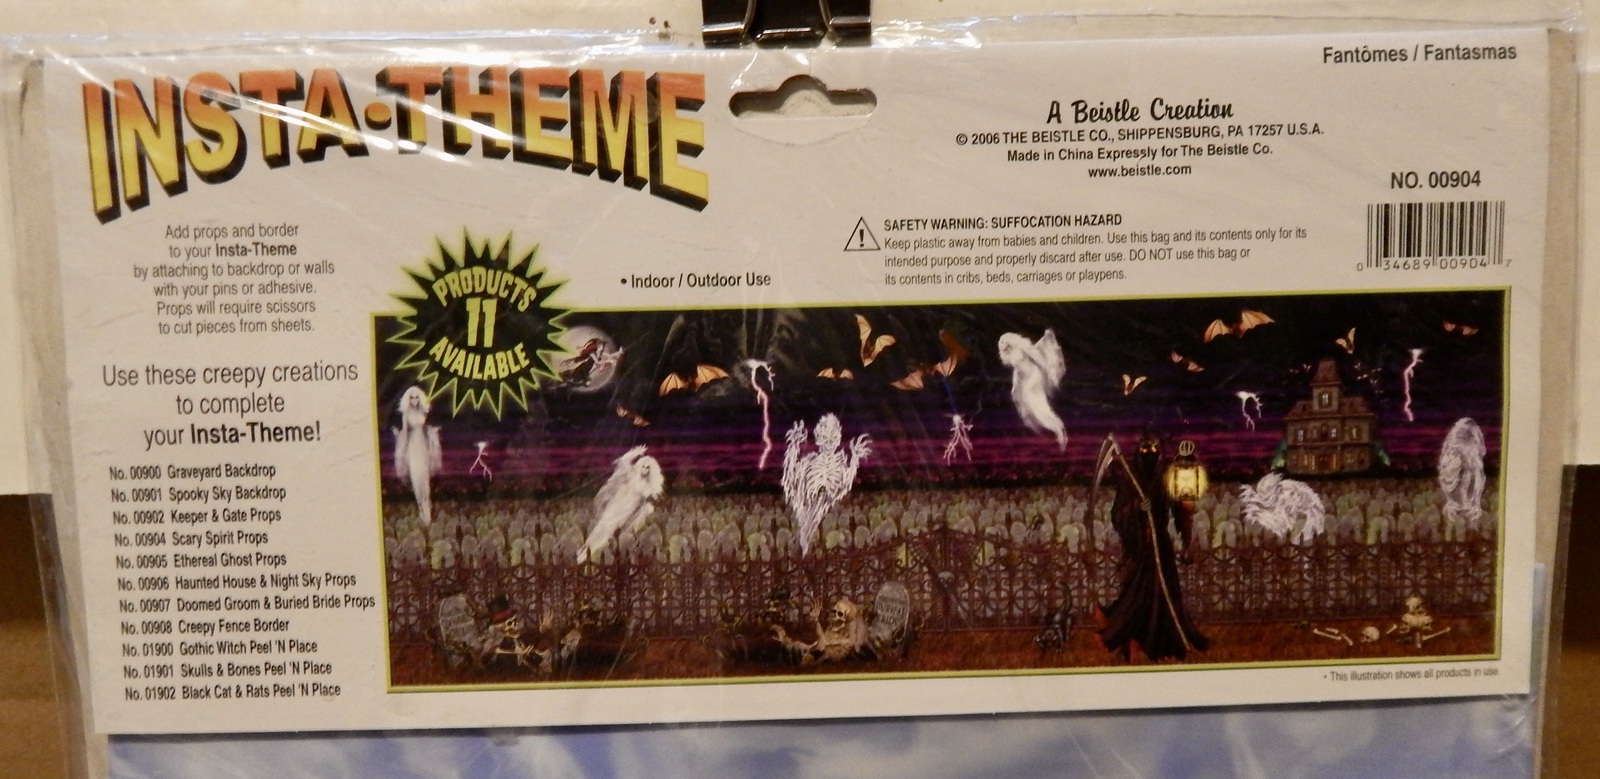 INSTA·THEME
Add props and border
to your Insta-Theme
by attaching to backdrop or walls
with your pins or adhesive.
Props will require scissors
to cut pieces from sheets.
Use these creepy creations
to complete
your Insta-Theme!
No. 00900 Graveyard Backdrop
No. 00901 Spooky Sky Backdrop
No. 00902 Keeper & Gate Props
No. 00904 Scary Spirit Props
No. 00905 Ethereal Ghost Props
No. 00906 Haunted House & Night Sky Props
No. 00907 Doomed Groom & Buried Bride Props
No. 00908 Creepy Fence Border
No. 01900 Gothic Witch Peel 'N Place
No. 01901 Skulls & Bones Peel 'N Place
No. 01902 Black Cat & Rats Peel 'N Place
PRODUCTS
11
AVAILABLE
• Indoor / Outdoor Use
Fantômes / Fantasmas
A Beistle Creation
© 2006 THE BEISTLE CO., SHIPPENSBURG, PA 17257 U.S.A.
Made in China Expressly for The Beistle Co.
www.beistle.com
NO. 00904
0 34689 00904 7
SAFETY WARNING: SUFFOCATION HAZARD
Keep plastic away from babies and children. Use this bag and its contents only for its
intended purpose and properly discard after use. DO NOT use this bag or
its contents in cribs, beds, carriages or playpens.
• This illustration shows all products in use.